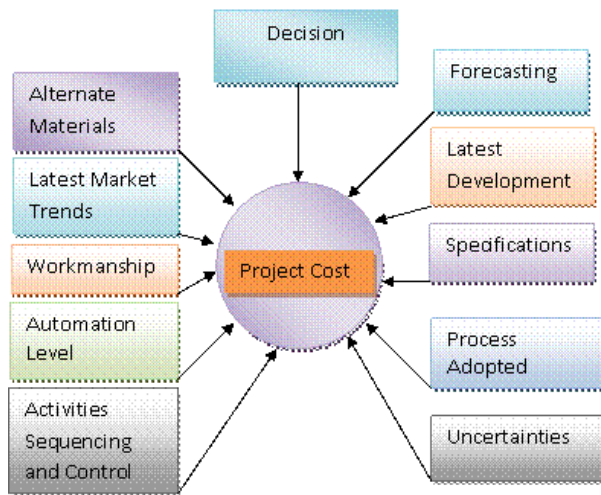 Decision
Forecasting
Alternate
Materials
Latest
Development
Latest Market
Trends
Specifications
Workmanship
Project Cost
Automation
Level
Process
Adopted
Activities
Sequencing
and Control
Uncertainties